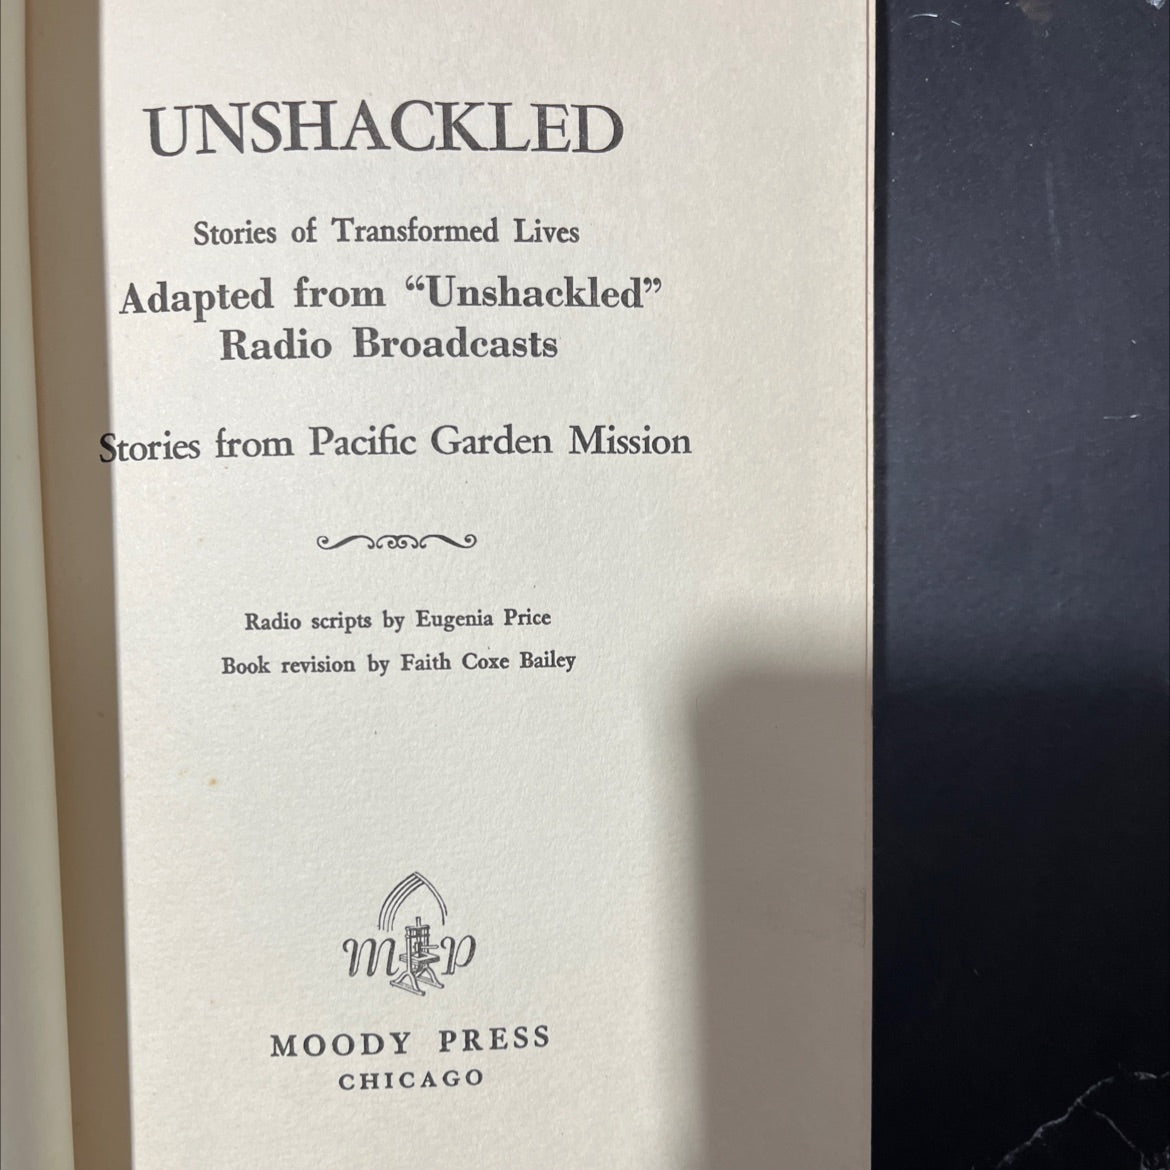 UNSHACKLED
Stories of Transformed Lives
Adapted from “Unshackled”
Radio Broadcasts
Stories from Pacific Garden Mission
Radio scripts by Eugenia Price
Book revision by Faith Coxe Bailey
m p
MOODY PRESS
CHICAGO